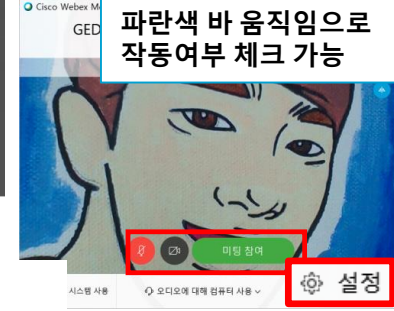 Cisco Webex M
GED
파란색 바 움직임으로
작동여부 체크 가능
미팅 참여
시스템 사용
오디오에 대해 컴퓨터 사용
설정